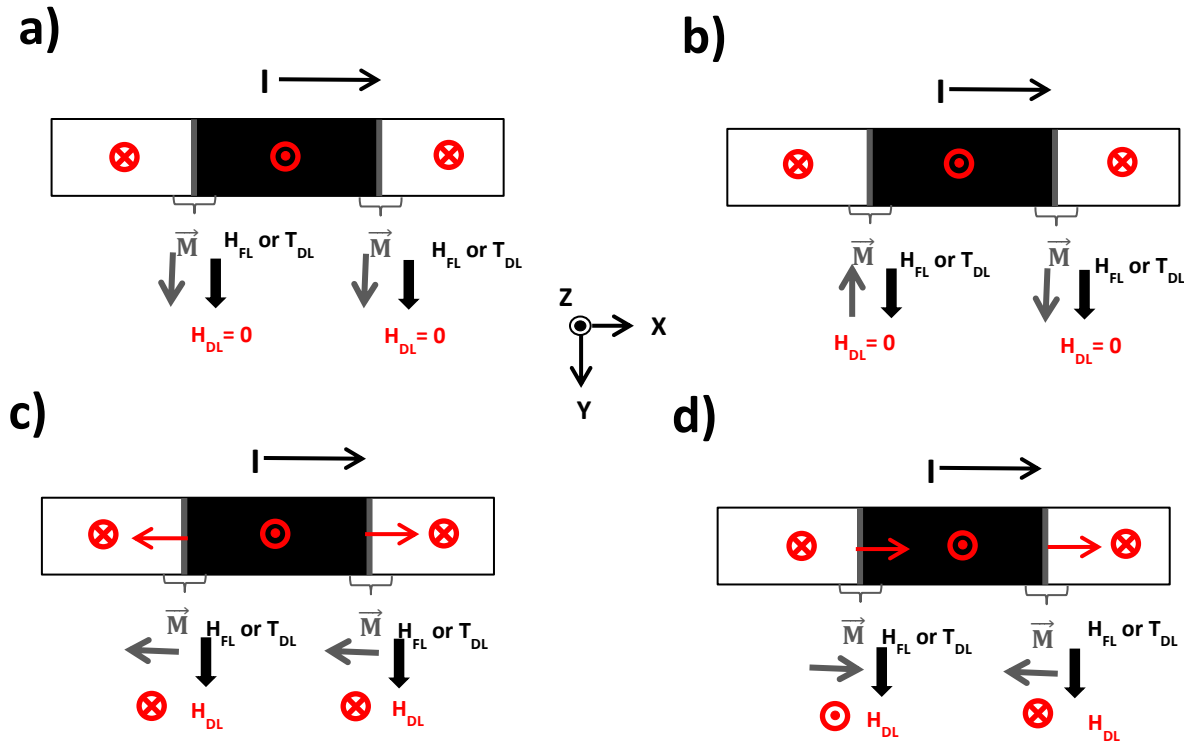 a)
I
M
H_FL or T_DL
H_DL = 0
M
H_FL or T_DL
H_DL = 0
b)
I
M
H_FL or T_DL
H_DL = 0
M
H_FL or T_DL
H_DL = 0
Z
X
Y
c)
I
M
H_FL or T_DL
H_DL
M
H_FL or T_DL
H_DL
d)
I
M
H_FL or T_DL
H_DL
M
H_FL or T_DL
H_DL